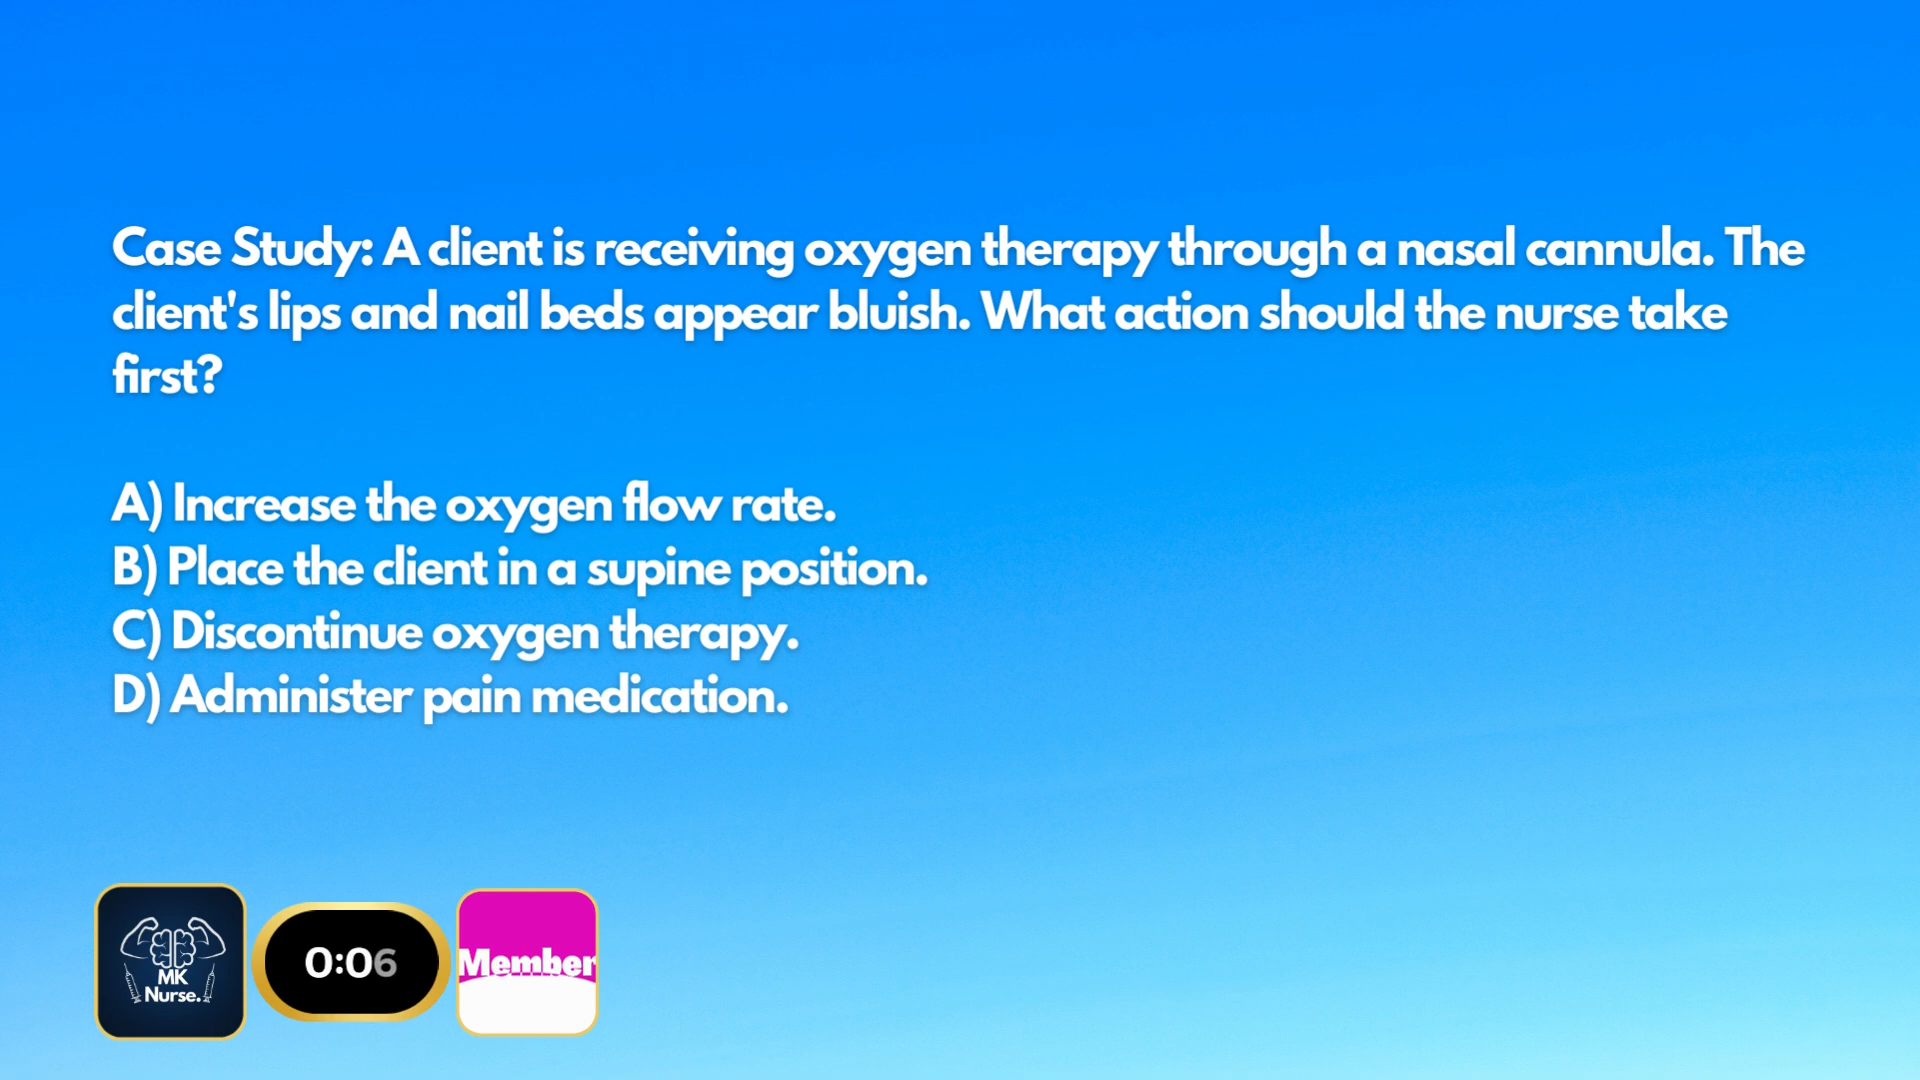 Case Study: A client is receiving oxygen therapy through a nasal cannula. The
client's lips and nail beds appear bluish. What action should the nurse take
first?
A) Increase the oxygen flow rate.
B) Place the client in a supine position.
C) Discontinue oxygen therapy.
D) Administer pain medication.
MK
Nurse.
0:06
Member